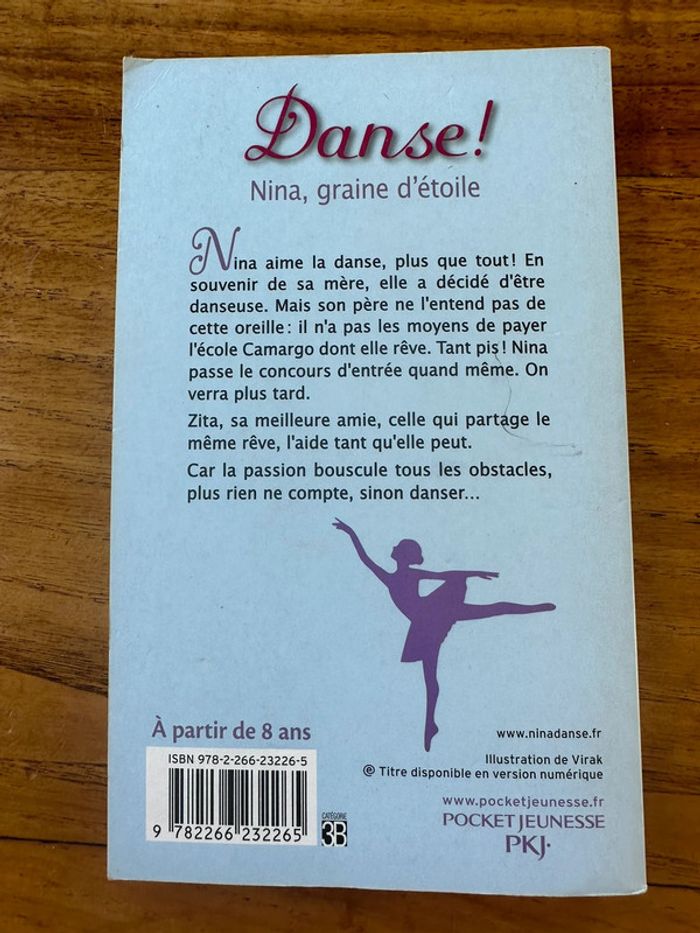 Danse!
Nina, graine d'étoile
Nina aime la danse, plus que tout! En
souvenir de sa mère, elle a décidé d'être
danseuse. Mais son père ne l'entend pas de
cette oreille: il n'a pas les moyens de payer
l'école Camargo dont elle rêve. Tant pis! Nina
passe le concours d'entrée quand même. On
verra plus tard.
Zita, sa meilleure amie, celle qui partage le
même rêve, l'aide tant qu'elle peut.
Car la passion bouscule tous les obstacles,
plus rien ne compte, sinon danser...
À partir de 8 ans
www.ninadanse.fr
ISBN 978-2-266-23226-5
Illustration de Virak
e Titre disponible en version numérique
www.pocketjeunesse.fr
POCKET JEUNESSE
PKJ·
CATÉGORIE
3B
9 782266 232265